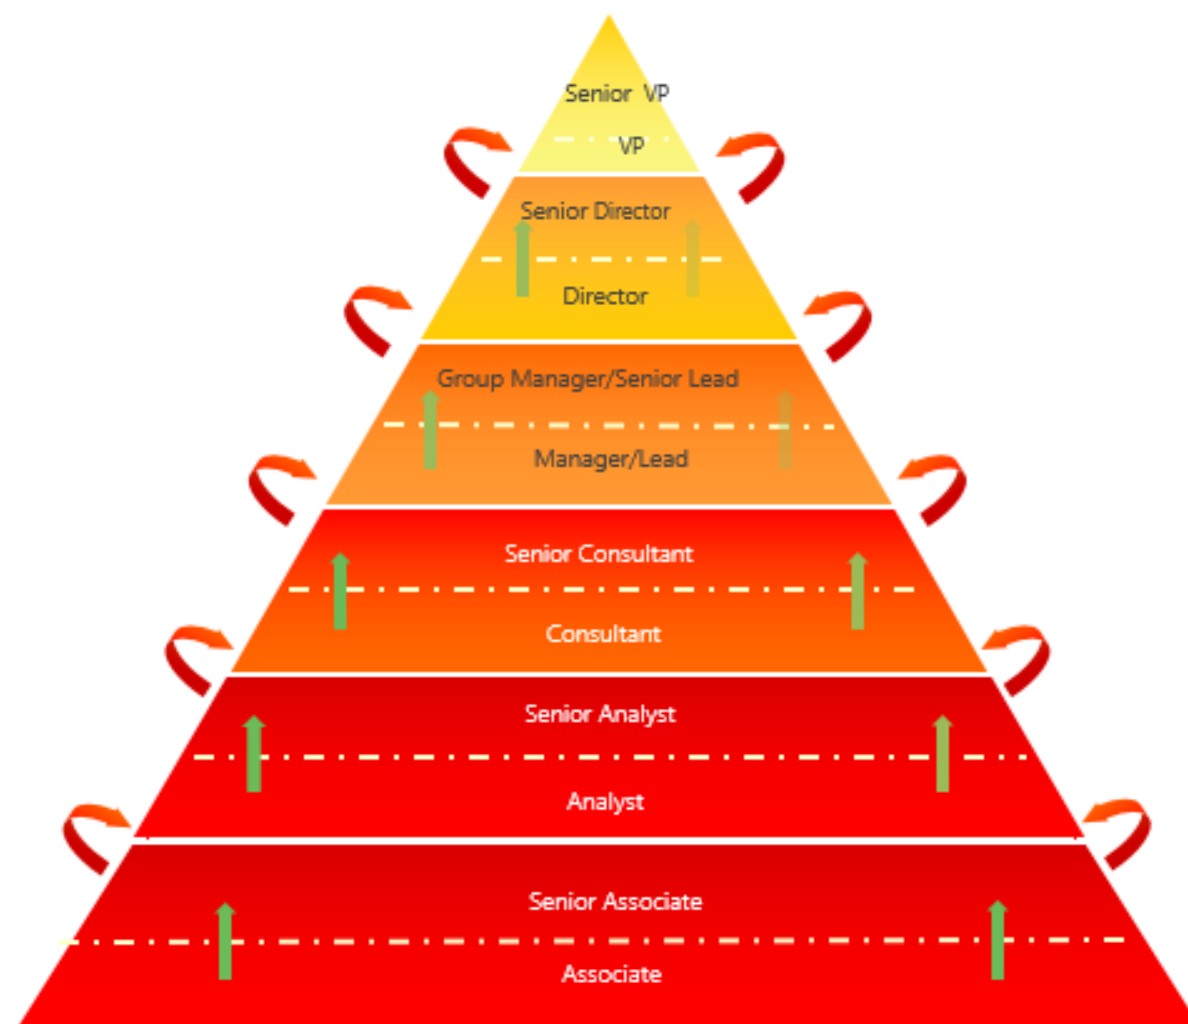 Senior VP
VP
Senior Director
Director
Group Manager/Senior Lead
Manager/Lead
Senior Consultant
Consultant
Senior Analyst
Analyst
Senior Associate
Associate